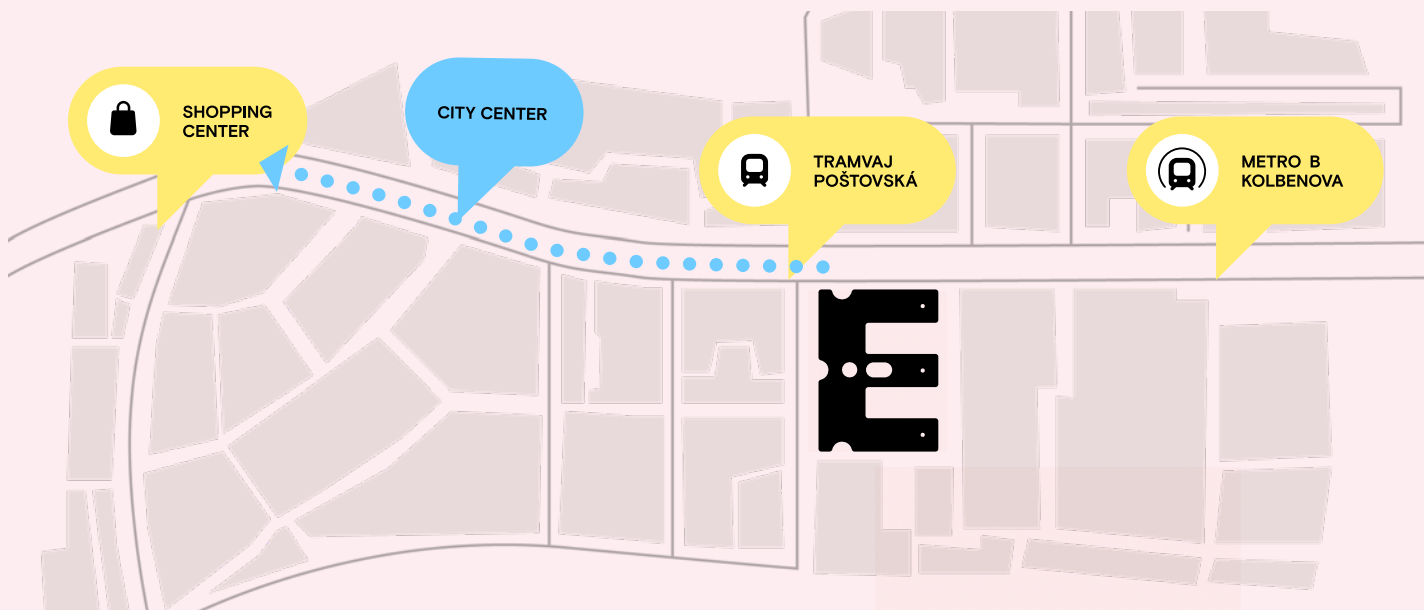 SHOPPING
CENTER
CITY CENTER
TRAMVAJ
POŠTOVSKÁ
METRO B
KOLBENOVA